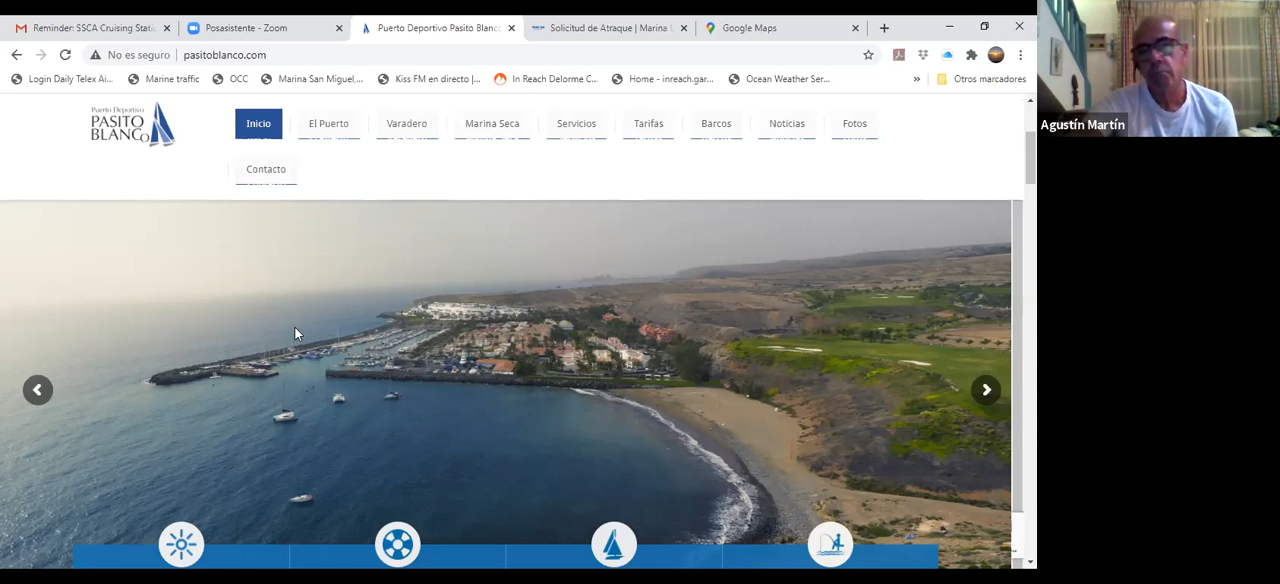 Reminder: SSCA Cruising Stati
Posasistente - Zoom
Puerto Deportivo Pasito Blanco
Solicitud de Atraque | Marina L
Google Maps
No es seguro
pasitoblanco.com
Login Daily Telex Ai...
Marine traffic
OCC
Marina San Miguel,...
Kiss FM en directo |...
In Reach Delorme C...
Home - inreach.gar...
Ocean Weather Ser...
»
Otros marcadores
Puerto Deportivo
PASITO
BLANCO
Inicio
El Puerto
Varadero
Marina Seca
Servicios
Tarifas
Barcos
Noticias
Fotos
Contacto
Agustín Martín